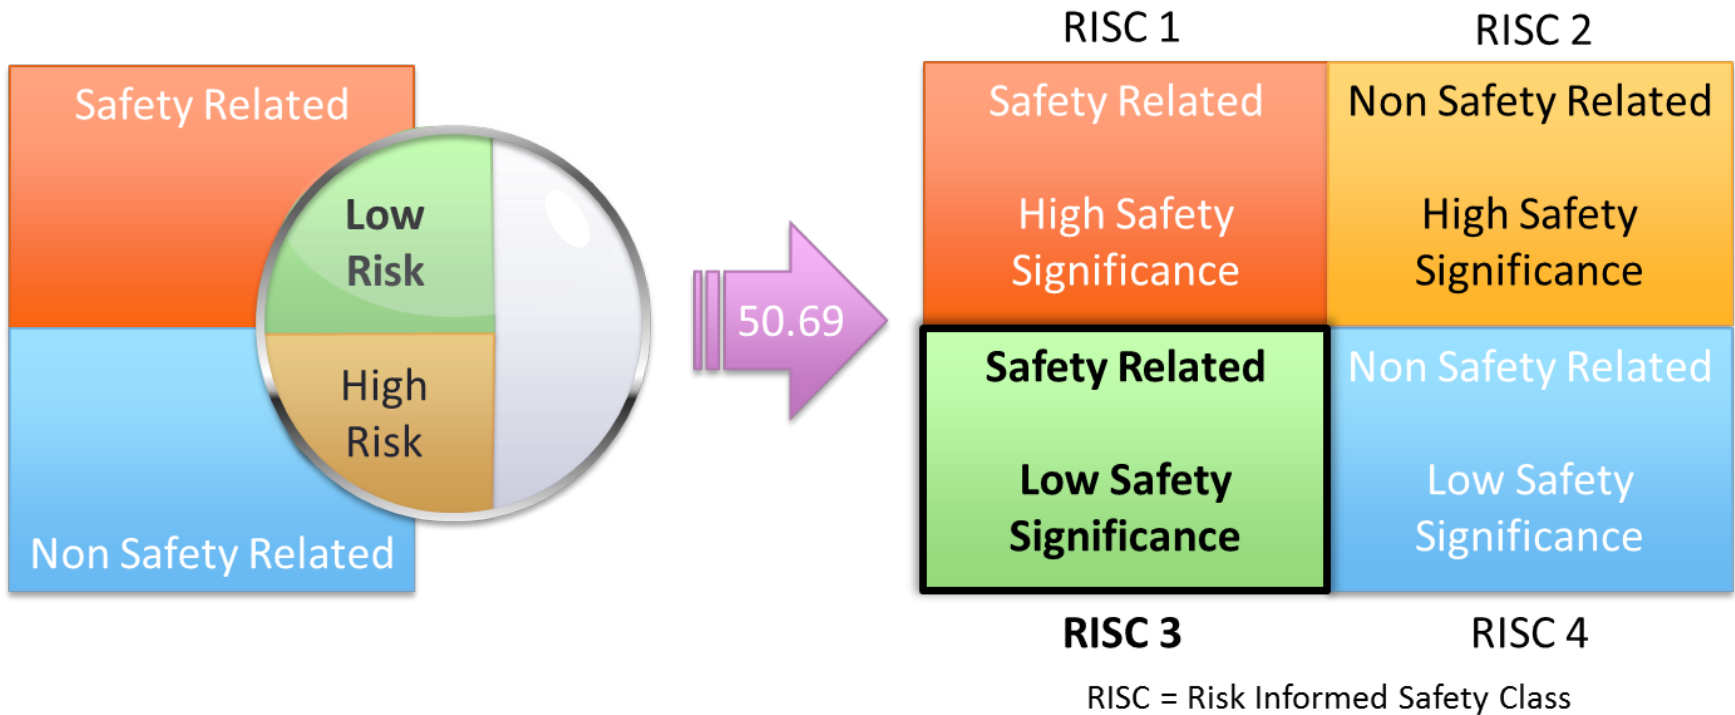 Safety Related
Low
Risk
High
Risk
Non Safety Related
50.69
RISC 1
Safety Related
High Safety
Significance
RISC 2
Non Safety Related
High Safety
Significance
Safety Related
Low Safety
Significance
RISC 3
Non Safety Related
Low Safety
Significance
RISC 4
RISC = Risk Informed Safety Class